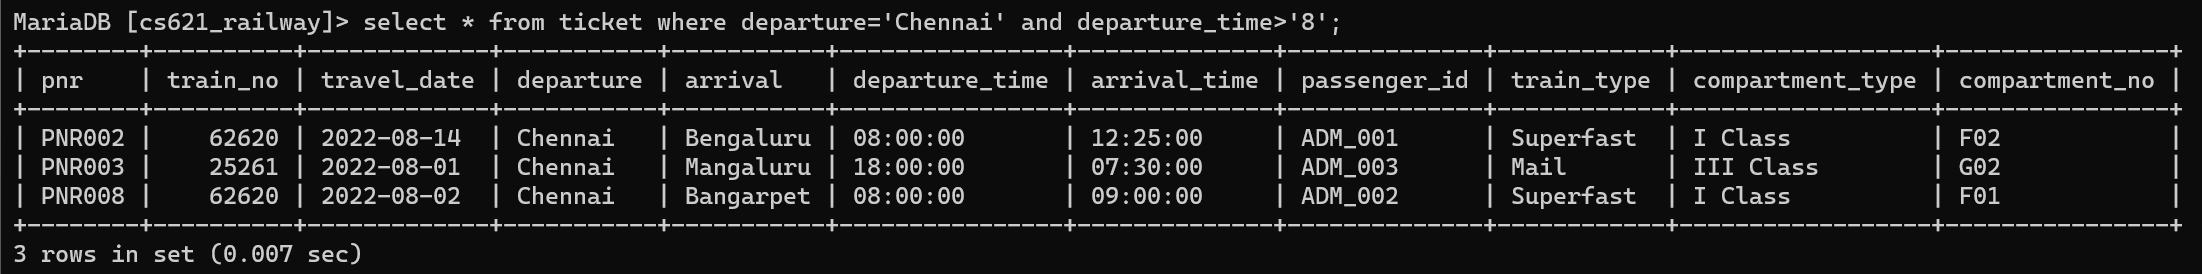 MariaDB [cs621_railway]> select * from ticket where departure='Chennai' and departure_time>'8';
+--------+----------+-------------+-----------+-----------+----------------+--------------+--------------+------------+------------------+----------------+
| pnr    | train_no | travel_date | departure | arrival   | departure_time | arrival_time | passenger_id | train_type | compartment_type | compartment_no |
+--------+----------+-------------+-----------+-----------+----------------+--------------+--------------+------------+------------------+----------------+
| PNR002 |    62620 | 2022-08-14  | Chennai   | Bengaluru | 08:00:00       | 12:25:00     | ADM_001      | Superfast  | I Class          | F02            |
| PNR003 |    25261 | 2022-08-01  | Chennai   | Mangaluru | 18:00:00       | 07:30:00     | ADM_003      | Mail       | III Class        | G02            |
| PNR008 |    62620 | 2022-08-02  | Chennai   | Bangarpet | 08:00:00       | 09:00:00     | ADM_002      | Superfast  | I Class          | F01            |
+--------+----------+-------------+-----------+-----------+----------------+--------------+--------------+------------+------------------+----------------+
3 rows in set (0.007 sec)